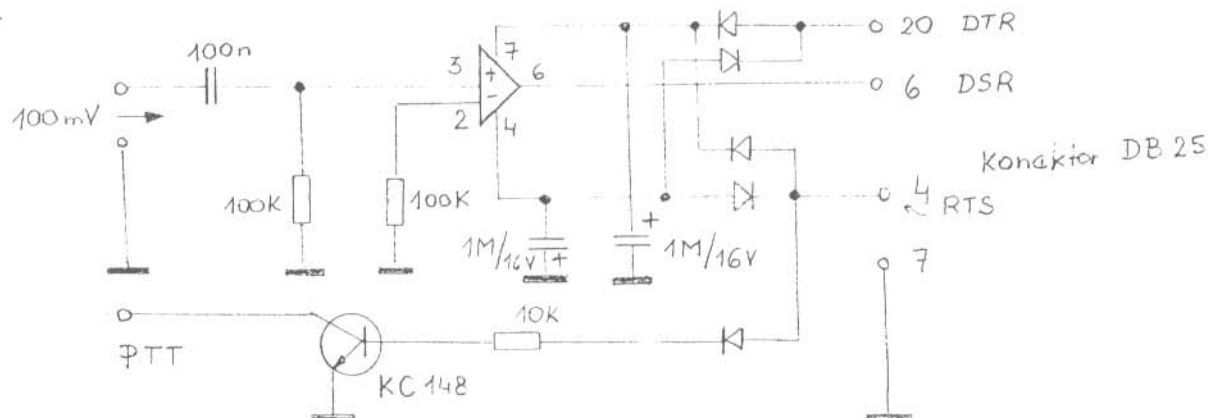 100n
20 DTR
7
3
+
6
6 DSR
100mV
-
2
4
Konaktor DB 25
100K
100K
4
RTS
+
1M/16V
+
1M/16V
7
10K
PTT
KC 148